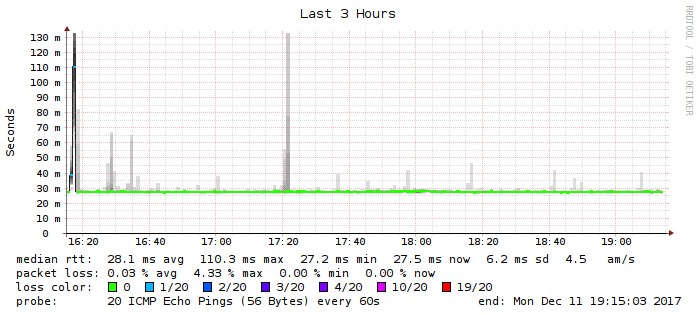 Last 3 Hours
RRDTOOL / TOBI OETIKER
Seconds
130 m
110 m
100 m
90 m
80 m
70 m
60 m
50 m
40 m
30 m
20 m
10 m
0
16:20 16:40 17:00 17:20 17:40 18:00 18:20 18:40 19:00
median rtt: 28.1 ms avg 110.3 ms max 27.2 ms min 27.5 ms now 6.2 ms sd 4.5 am/s
packet loss: 0.03 % avg 4.33 % max 0.00 % min 0.00 % now
loss color: 0 1/20 2/20 3/20 4/20 10/20 19/20
probe: 20 ICMP Echo Pings (56 Bytes) every 60s end: Mon Dec 11 19:15:03 2017